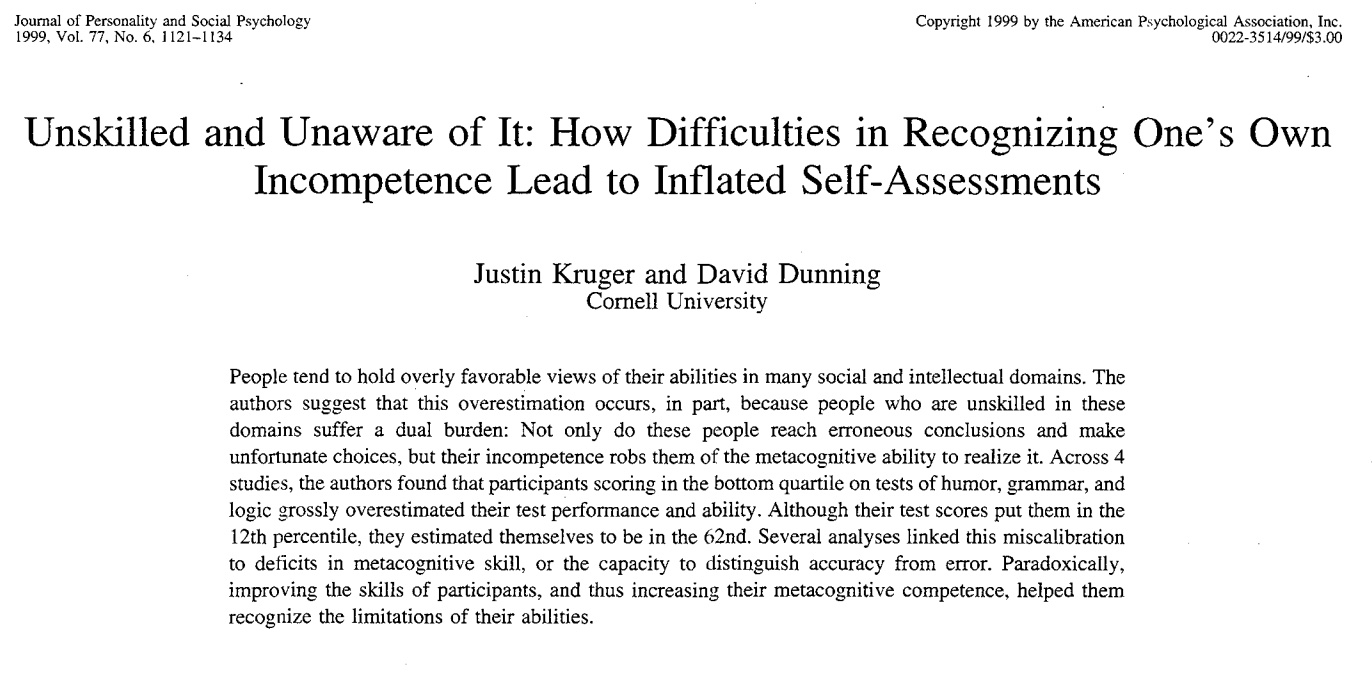 Journal of Personality and Social Psychology
1999, Vol. 77, No. 6, 1121–1134
Copyright 1999 by the American Psychological Association, Inc.
0022-3514/99/$3.00
Unskilled and Unaware of It: How Difficulties in Recognizing One's Own
Incompetence Lead to Inflated Self-Assessments
Justin Kruger and David Dunning
Cornell University
People tend to hold overly favorable views of their abilities in many social and intellectual domains. The
authors suggest that this overestimation occurs, in part, because people who are unskilled in these
domains suffer a dual burden: Not only do these people reach erroneous conclusions and make
unfortunate choices, but their incompetence robs them of the metacognitive ability to realize it. Across 4
studies, the authors found that participants scoring in the bottom quartile on tests of humor, grammar, and
logic grossly overestimated their test performance and ability. Although their test scores put them in the
12th percentile, they estimated themselves to be in the 62nd. Several analyses linked this miscalibration
to deficits in metacognitive skill, or the capacity to distinguish accuracy from error. Paradoxically,
improving the skills of participants, and thus increasing their metacognitive competence, helped them
recognize the limitations of their abilities.